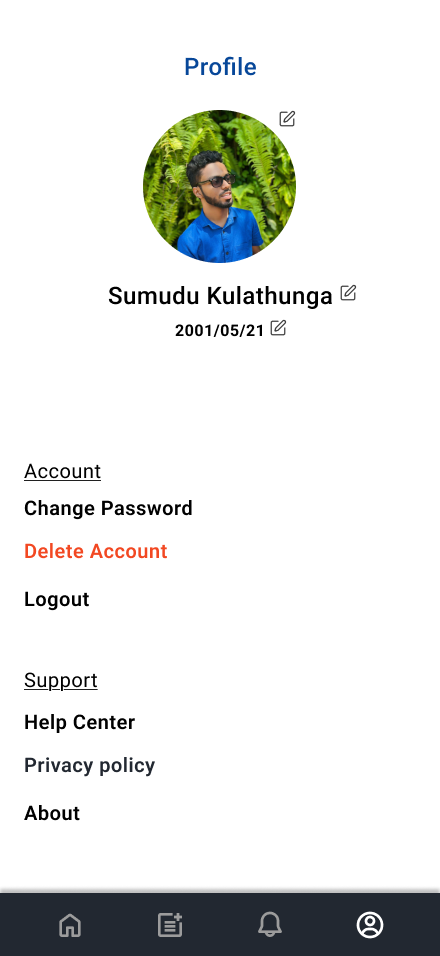 Profile
Sumudu Kulathunga
2001/05/21
Account
Change Password
Delete Account
Logout
Support
Help Center
Privacy policy
About